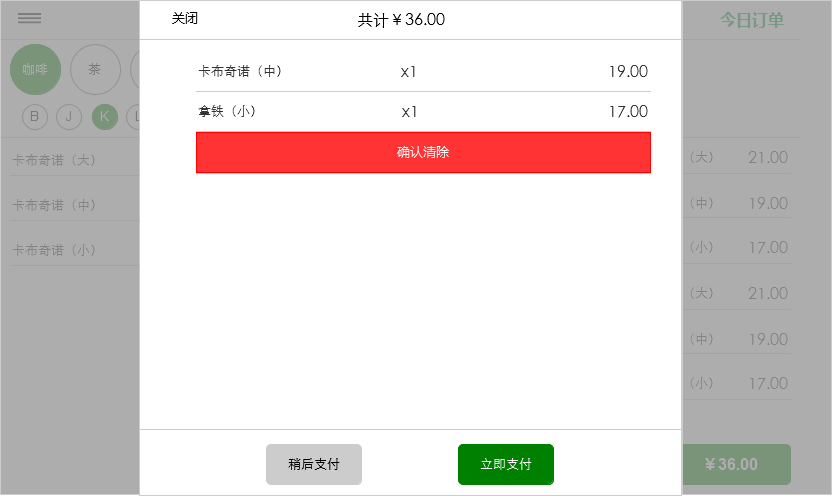 关闭 共计￥36.00 今日订单
咖啡 茶
B J K L
卡布奇诺（中） x1 19.00
拿铁（小） x1 17.00
确认清除
卡布奇诺（大）
卡布奇诺（中）
卡布奇诺（小）
（大） 21.00
（中） 19.00
（小） 17.00
（大） 21.00
（中） 19.00
（小） 17.00
稍后支付 立即支付 ￥36.00